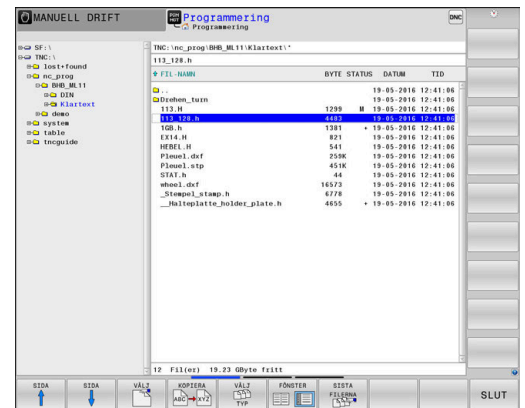 MANUELL DRIFT
PGM
MGT
Programmering
Programmering
DNC
SF:\
TNC:\
lost+found
nc_prog
BHB_ML11
DIN
Klartext
demo
system
table
tncguide
TNC:\nc_prog\BHB_ML11\Klartext\*
113_128.h
FIL-NAMN BYTE STATUS DATUM TID
.. 19-05-2016 12:41:06
Drehen_turn 19-05-2016 12:41:06
113.H 1299 M 19-05-2016 12:41:06
113_128.h 4483 19-05-2016 12:41:06
1GB.h 1381 + 19-05-2016 12:41:06
EX14.H 821 19-05-2016 12:41:06
HEBEL.H 541 19-05-2016 12:41:06
Pleuel.dxf 259K 19-05-2016 12:41:06
Pleuel.stp 451K 19-05-2016 12:41:06
STAT.h 44 19-05-2016 12:41:06
wheel.dxf 16573 19-05-2016 12:41:06
_Stempel_stamp.h 6778 19-05-2016 12:41:06
__Halteplatte_holder_plate.h 4655 + 19-05-2016 12:41:06
12 Fil(er) 19.23 GByte fritt
SIDA
SIDA
VÄLJ
KOPIERA
ABC XYZ
VÄLJ
TYP
FÖNSTER
SISTA
FILERNA
SLUT